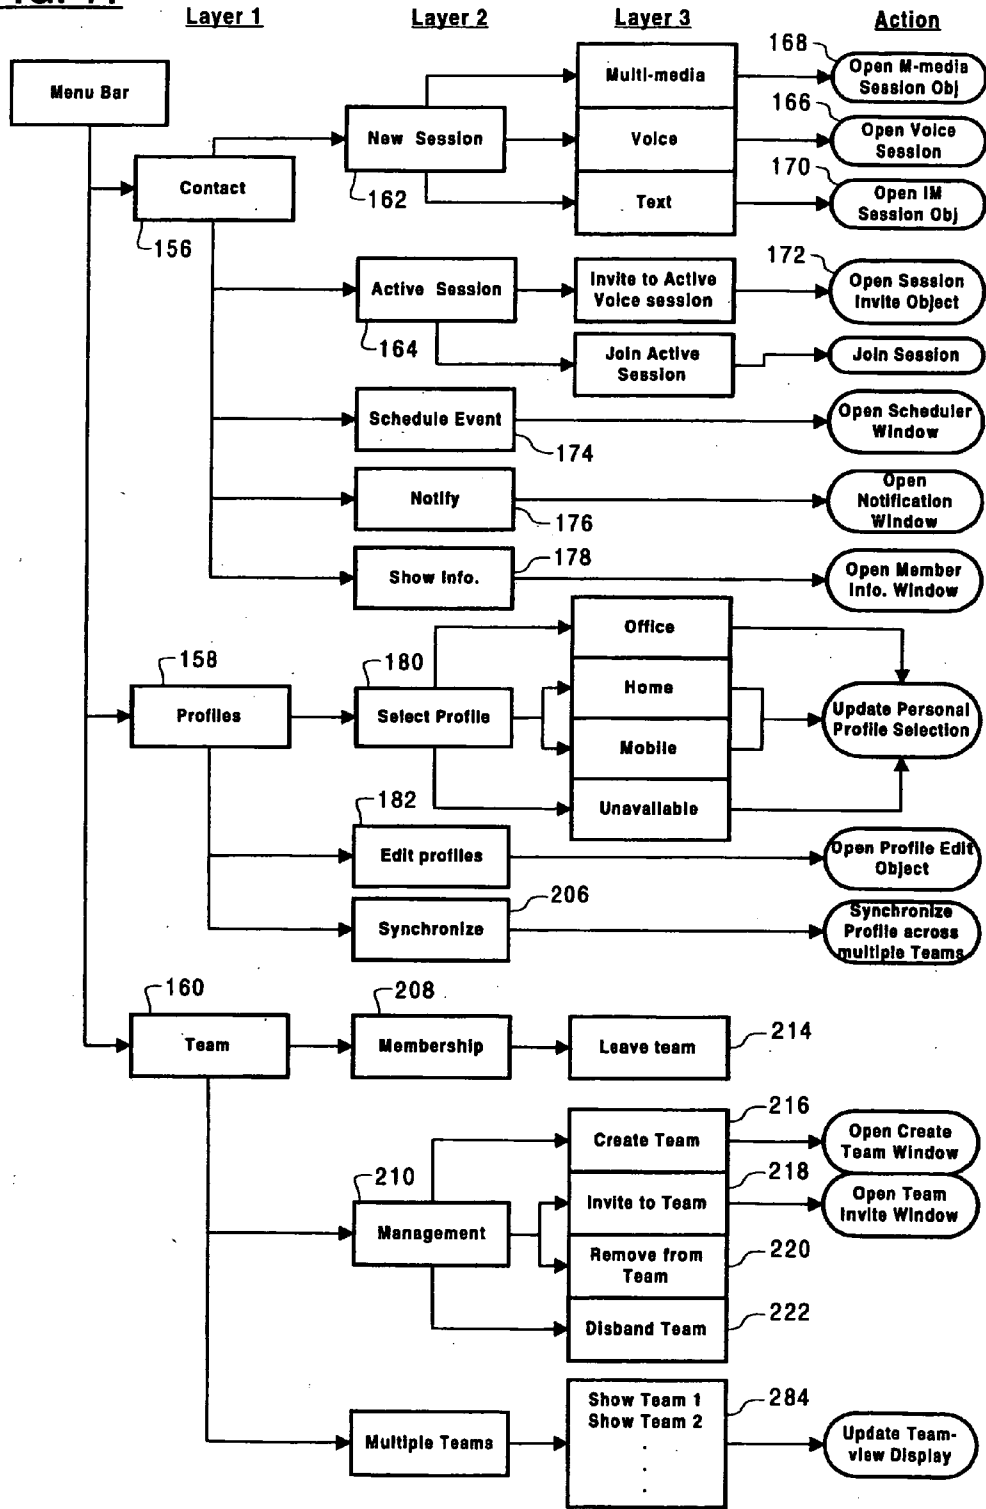 Layer 1
Layer 2
Layer 3
Action
Menu Bar
Contact
156
New Session
162
Multi-media
Voice
Text
168
Open M-media
Session Obj
166
Open Voice
Session
170
Open IM
Session Obj
Active Session
164
Invite to Active
Voice session
172
Open Session
Invite Object
Join Active
Session
Join Session
Schedule Event
174
Open Scheduler
Window
Notify
176
Open
Notification
Window
Show Info.
178
Open Member
Info. Window
158
Profiles
180
Select Profile
Office
Home
Mobile
Unavailable
Update Personal
Profile Selection
182
Edit profiles
Open Profile Edit
Object
206
Synchronize
Synchronize
Profile across
multiple Teams
160
Team
208
Membership
Leave team
214
210
Management
Create Team
216
Open Create
Team Window
Invite to Team
218
Open Team
Invite Window
Remove from
Team
220
Disband Team
222
Multiple Teams
Show Team 1
Show Team 2
.
.
.
284
Update Team-
view Display